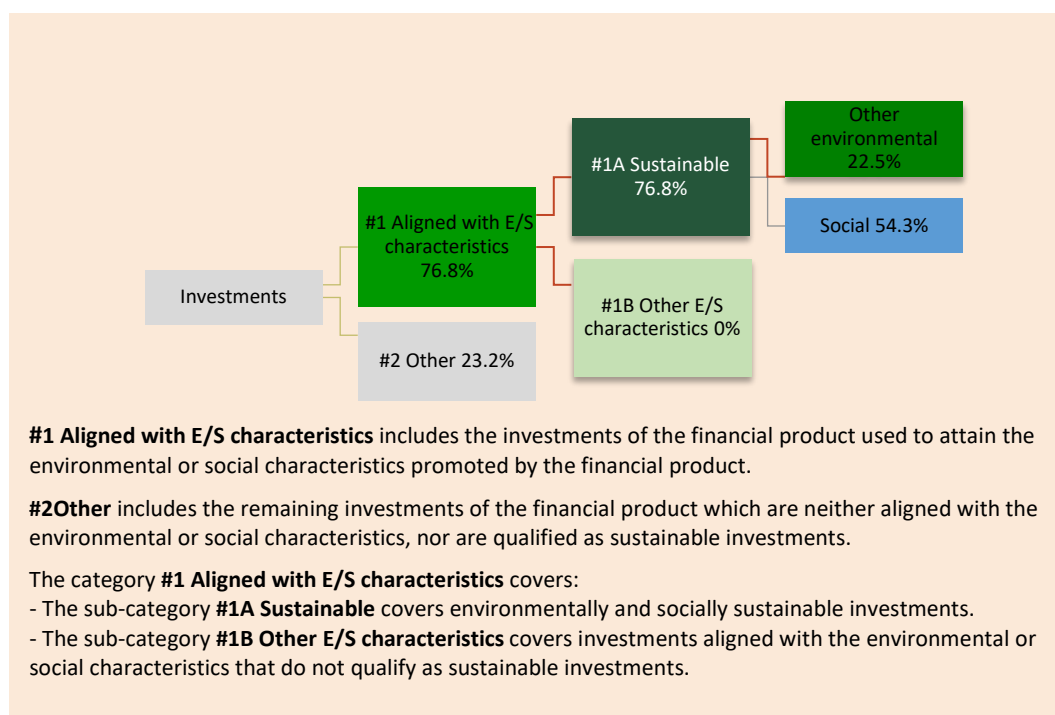 Other
environmental
22.5%
#1A Sustainable
76.8%
Social 54.3%
#1 Aligned with E/S
characteristics
76.8%
Investments
#1B Other E/S
characteristics 0%
#2 Other 23.2%
#1 Aligned with E/S characteristics includes the investments of the financial product used to attain the
environmental or social characteristics promoted by the financial product.
#2Other includes the remaining investments of the financial product which are neither aligned with the
environmental or social characteristics, nor are qualified as sustainable investments.
The category #1 Aligned with E/S characteristics covers:
- The sub-category #1A Sustainable covers environmentally and socially sustainable investments.
- The sub-category #1B Other E/S characteristics covers investments aligned with the environmental or
social characteristics that do not qualify as sustainable investments.